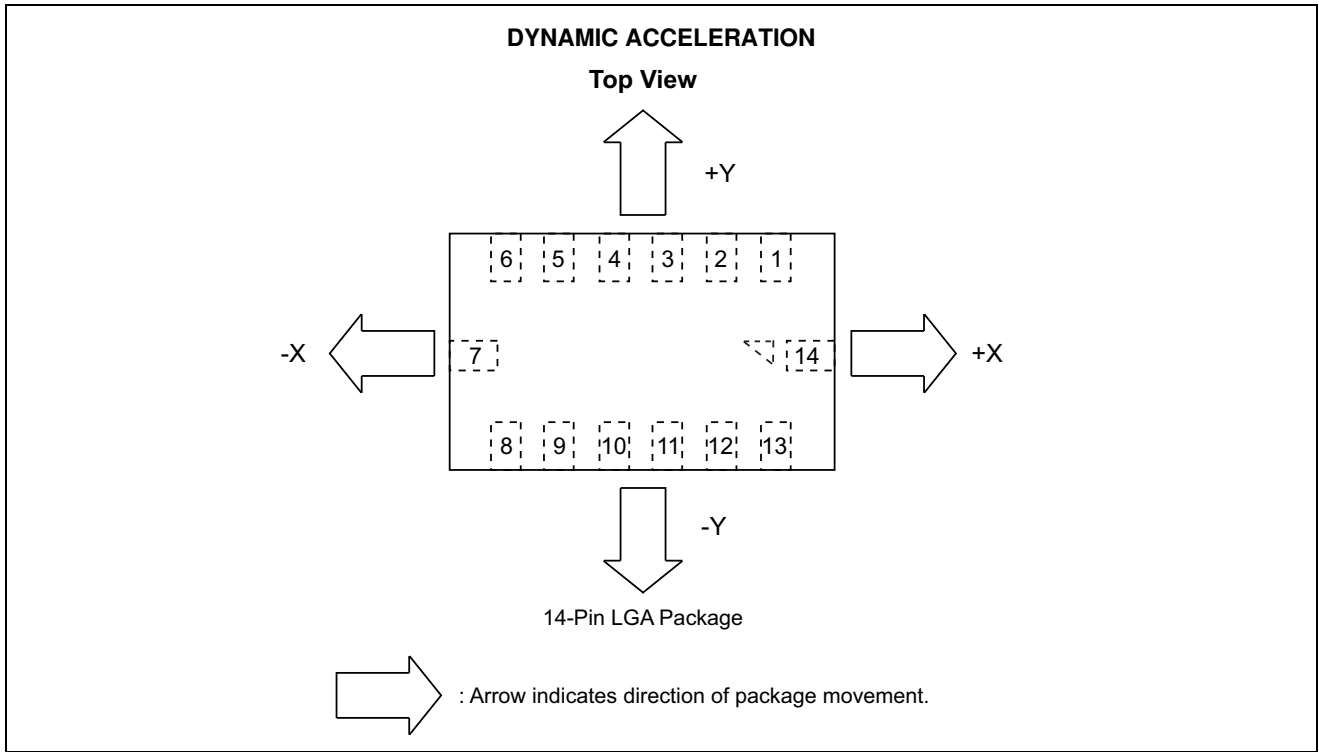 DYNAMIC ACCELERATION
Top View
+Y
6 5 4 3 2 1
-X 7 14 +X
8 9 10 11 12 13
-Y
14-Pin LGA Package
: Arrow indicates direction of package movement.